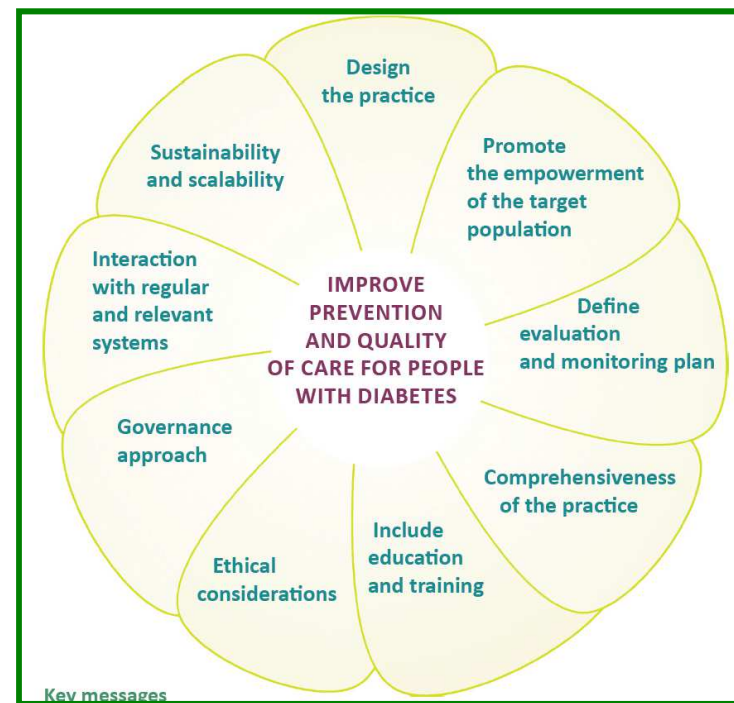 Design
the practice
Promote
the empowerment
of the target
population
Define
evaluation
and monitoring plan
Comprehensiveness
of the practice
Include
education
and training
Ethical
considerations
Governance
approach
Interaction
with regular
and relevant
systems
Sustainability
and scalability
IMPROVE
PREVENTION
AND QUALITY
OF CARE FOR PEOPLE
WITH DIABETES
Key messages